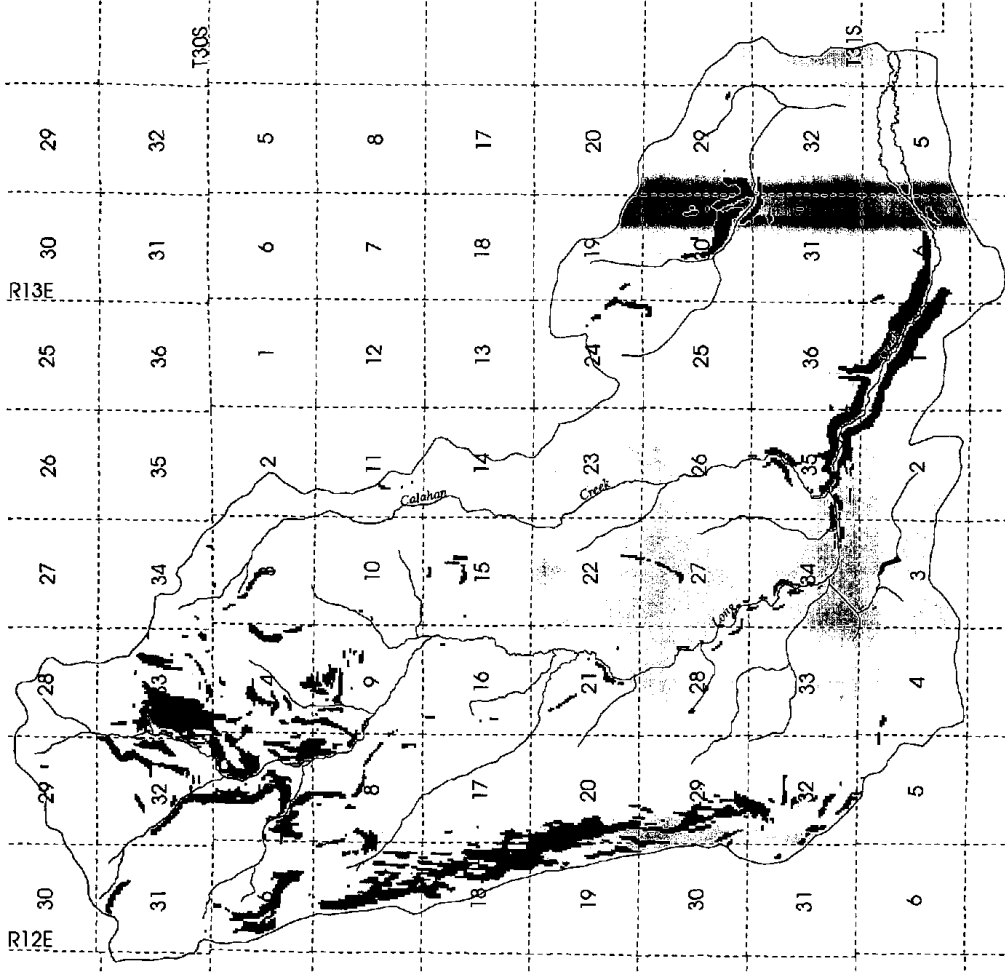 R12E R13E
30 29 28 27 26 25 30 29
31 32 33 34 35 36 31 32
T30S
6 4 3 2 1 6 5
8 9 10 11 12 7 8
Calahan
18 17 16 15 14 13 18 17
19 20 21 22 23 24 19 20
Creek
30 29 28 27 26 25 30 29
Long
31 32 33 34 35 36 31 32
T31S
6 5 4 3 2 1 6 5